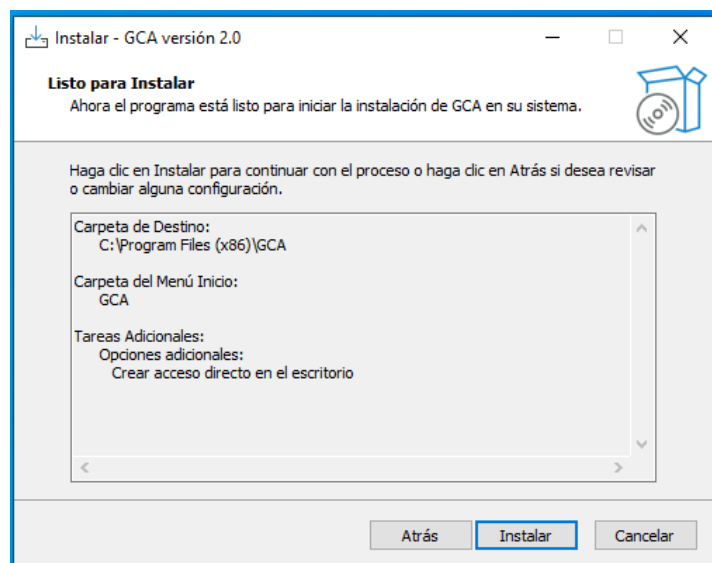 Instalar - GCA versión 2.0
Listo para Instalar
Ahora el programa está listo para iniciar la instalación de GCA en su sistema.
Haga clic en Instalar para continuar con el proceso o haga clic en Atrás si desea revisar
o cambiar alguna configuración.
Carpeta de Destino:
C:\Program Files (x86)\GCA
Carpeta del Menú Inicio:
GCA
Tareas Adicionales:
Opciones adicionales:
Crear acceso directo en el escritorio
Atrás
Instalar
Cancelar